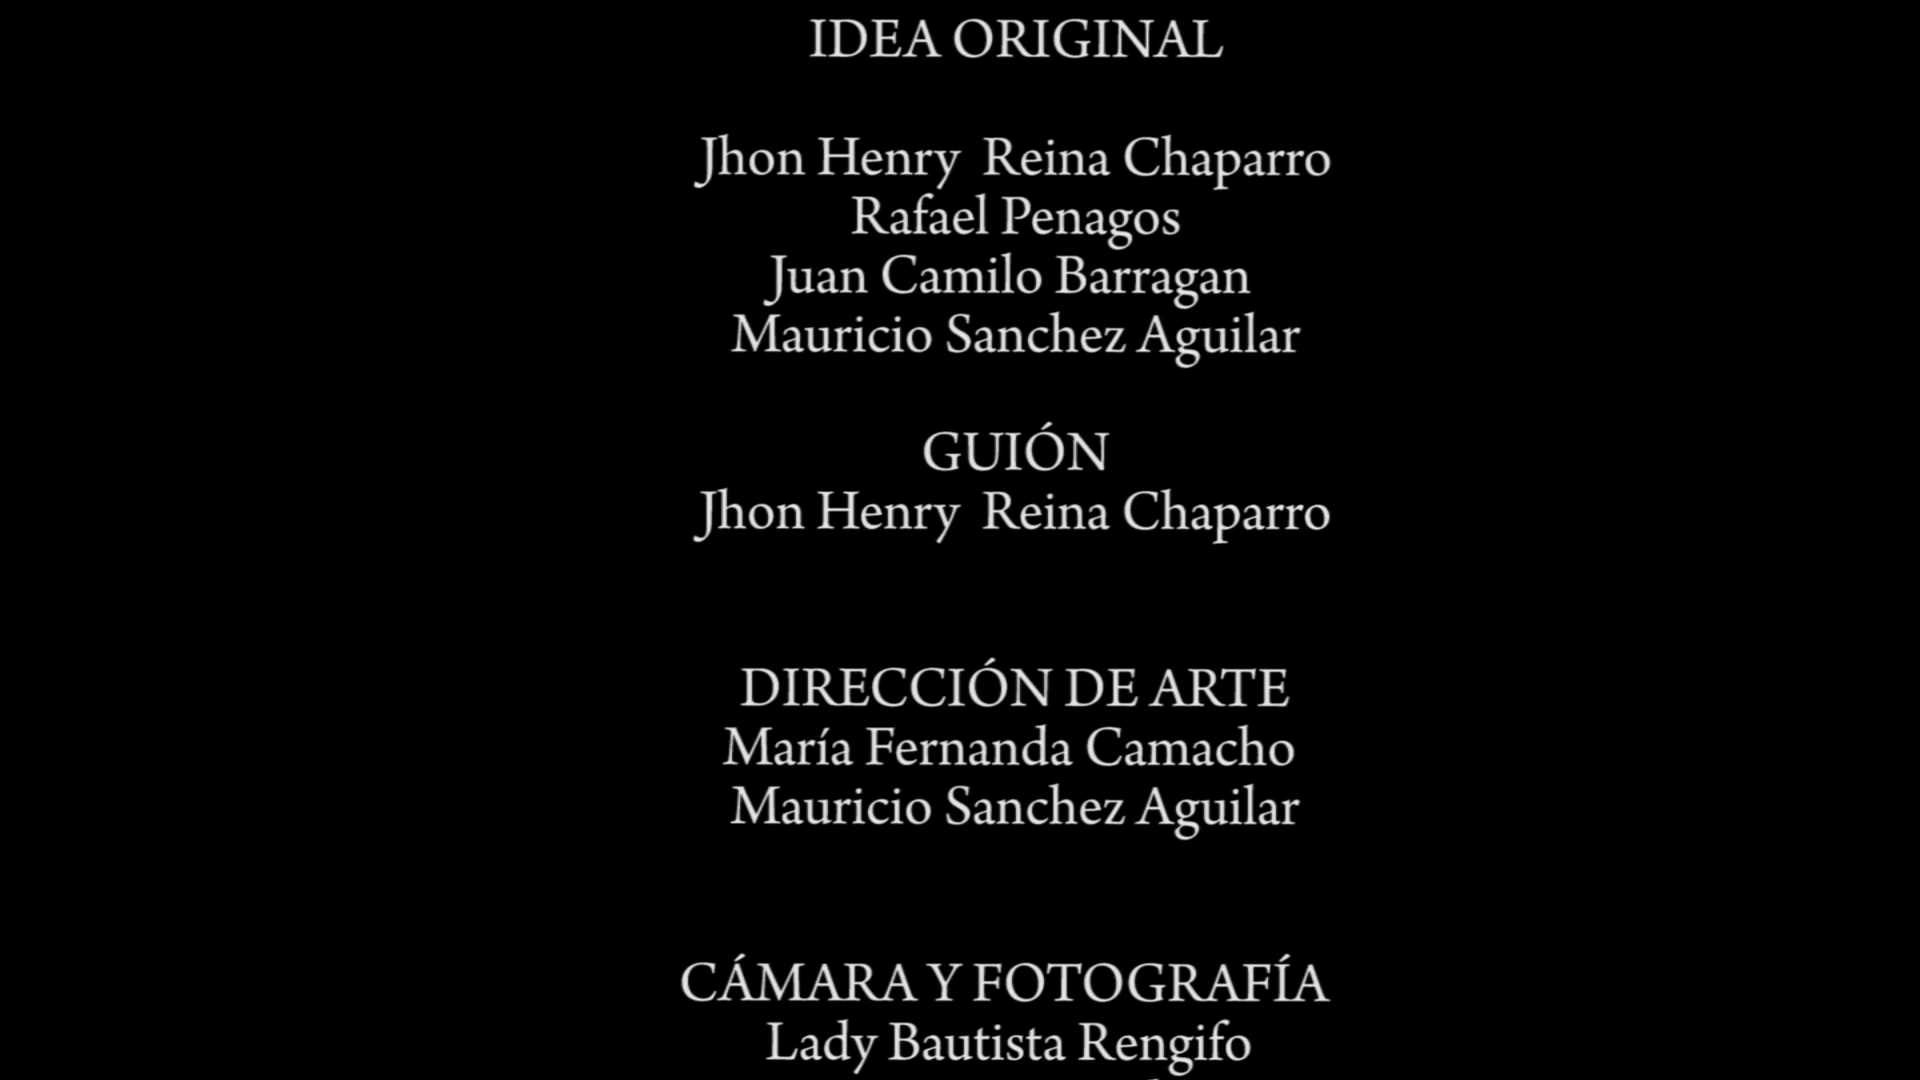 IDEA ORIGINAL
Jhon Henry  Reina Chaparro
Rafael Penagos
Juan Camilo Barragan
Mauricio Sanchez Aguilar
GUIÓN
Jhon Henry  Reina Chaparro
DIRECCIÓN DE ARTE
María Fernanda Camacho
Mauricio Sanchez Aguilar
CÁMARA Y FOTOGRAFÍA
Lady Bautista Rengifo